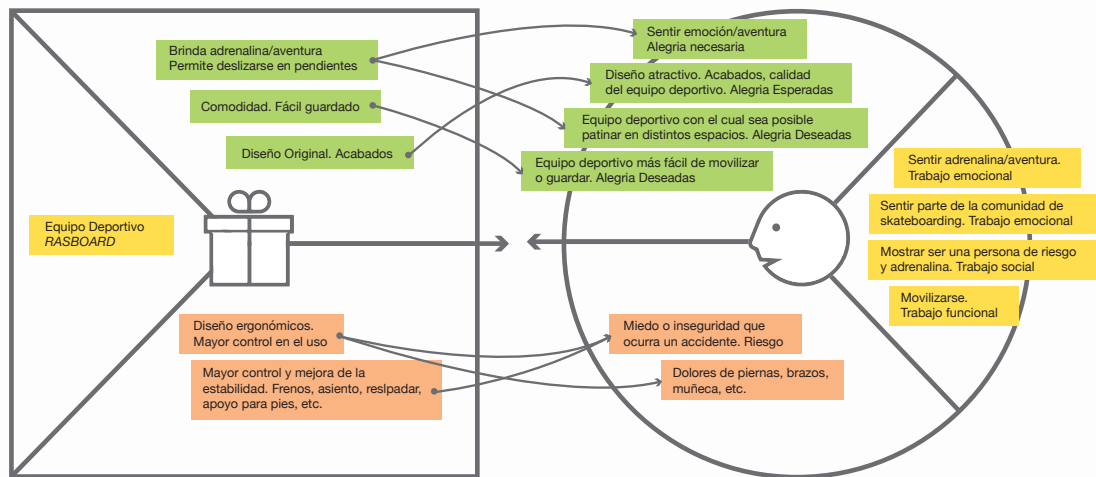 Brinda adrenalina/aventura
Permite deslizarse en pendientes
Comodidad. Fácil guardado
Diseño Original. Acabados
Equipo Deportivo
RASBOARD
Diseño ergonómicos.
Mayor control en el uso
Mayor control y mejora de la
estabilidad. Frenos, asiento, reslpadar,
apoyo para pies, etc.
Sentir emoción/aventura
Alegria necesaria
Diseño atractivo. Acabados, calidad
del equipo deportivo. Alegria Esperadas
Equipo deportivo con el cual sea posible
patinar en distintos espacios. Alegria Deseadas
Equipo deportivo más fácil de movilizar
o guardar. Alegria Deseadas
Sentir adrenalina/aventura.
Trabajo emocional
Sentir parte de la comunidad de
skateboarding. Trabajo emocional
Mostrar ser una persona de riesgo
y adrenalina. Trabajo social
Movilizarse.
Trabajo funcional
Miedo o inseguridad que
ocurra un accidente. Riesgo
Dolores de piernas, brazos,
muñeca, etc.